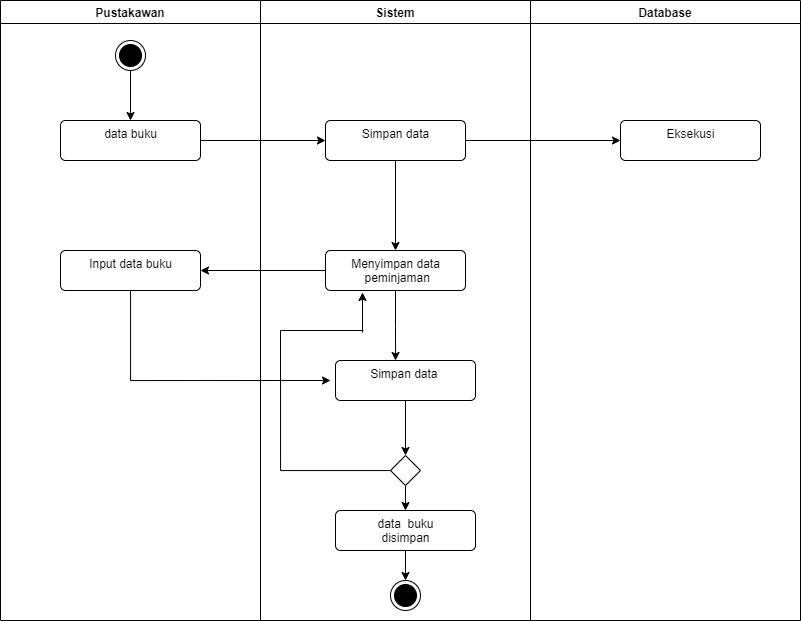 Pustakawan
Sistem
Database
data buku
Simpan data
Eksekusi
Input data buku
Menyimpan data
peminjaman
Simpan data
data buku
disimpan